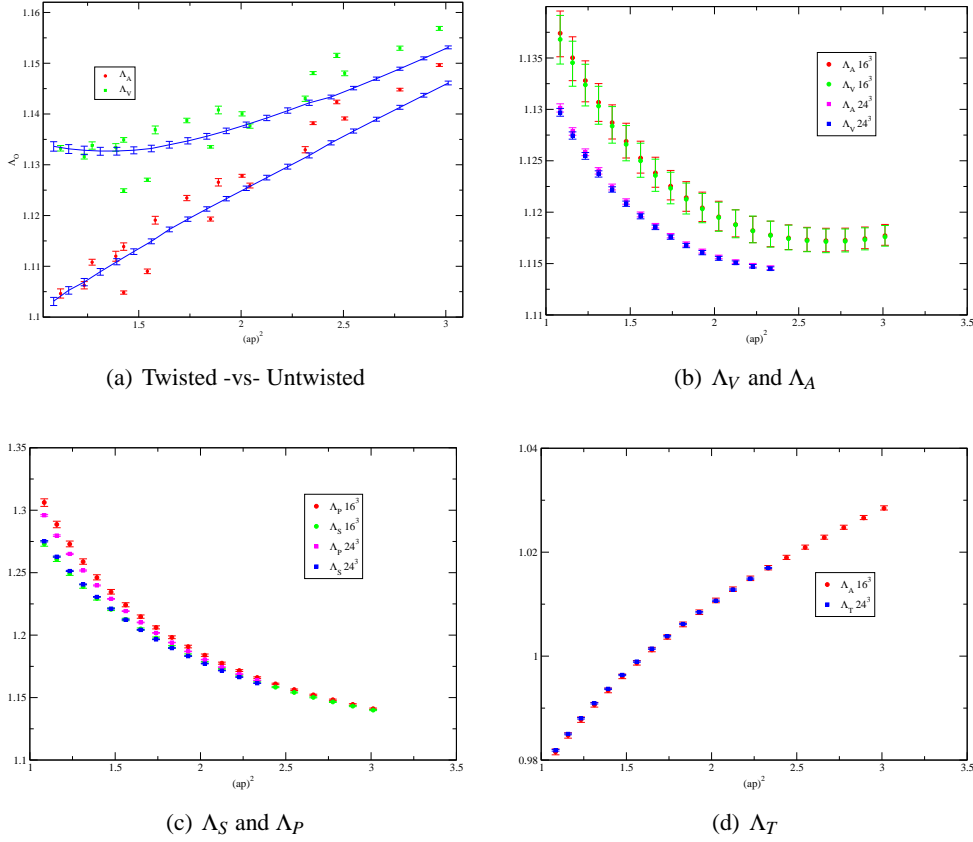 1.16
1.15
1.14
1.13
1.12
1.11
1.1
Λ_O
Λ_A
Λ_V
1.5 2 2.5 3
(ap)^2
(a) Twisted -vs- Untwisted
1.135
1.13
1.125
1.12
1.115
1.11
Λ_A 16^3
Λ_V 16^3
Λ_A 24^3
Λ_V 24^3
1 1.5 2 2.5 3 3.5
(ap)^2
(b) Λ_V and Λ_A
1.35
1.3
1.25
1.2
1.15
1.1
Λ_P 16^3
Λ_S 16^3
Λ_P 24^3
Λ_S 24^3
1 1.5 2 2.5 3 3.5
(ap)^2
(c) Λ_S and Λ_P
1.04
1.02
1
0.98
Λ_A 16^3
Λ_T 24^3
1 1.5 2 2.5 3 3.5
(ap)^2
(d) Λ_T